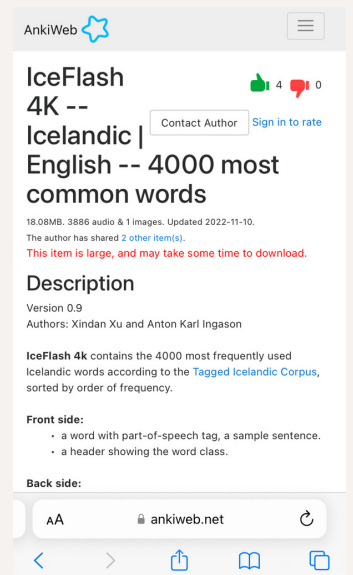 AnkiWeb
IceFlash
4K --
Icelandic |
English -- 4000 most
common words
4
0
Contact Author
Sign in to rate
18.08MB. 3886 audio & 1 images. Updated 2022-11-10.
The author has shared 2 other item(s).
This item is large, and may take some time to download.
Description
Version 0.9
Authors: Xindan Xu and Anton Karl Ingason
IceFlash 4k contains the 4000 most frequently used
Icelandic words according to the Tagged Icelandic Corpus,
sorted by order of frequency.
Front side:
• a word with part-of-speech tag, a sample sentence.
• a header showing the word class.
Back side:
AA
ankiweb.net